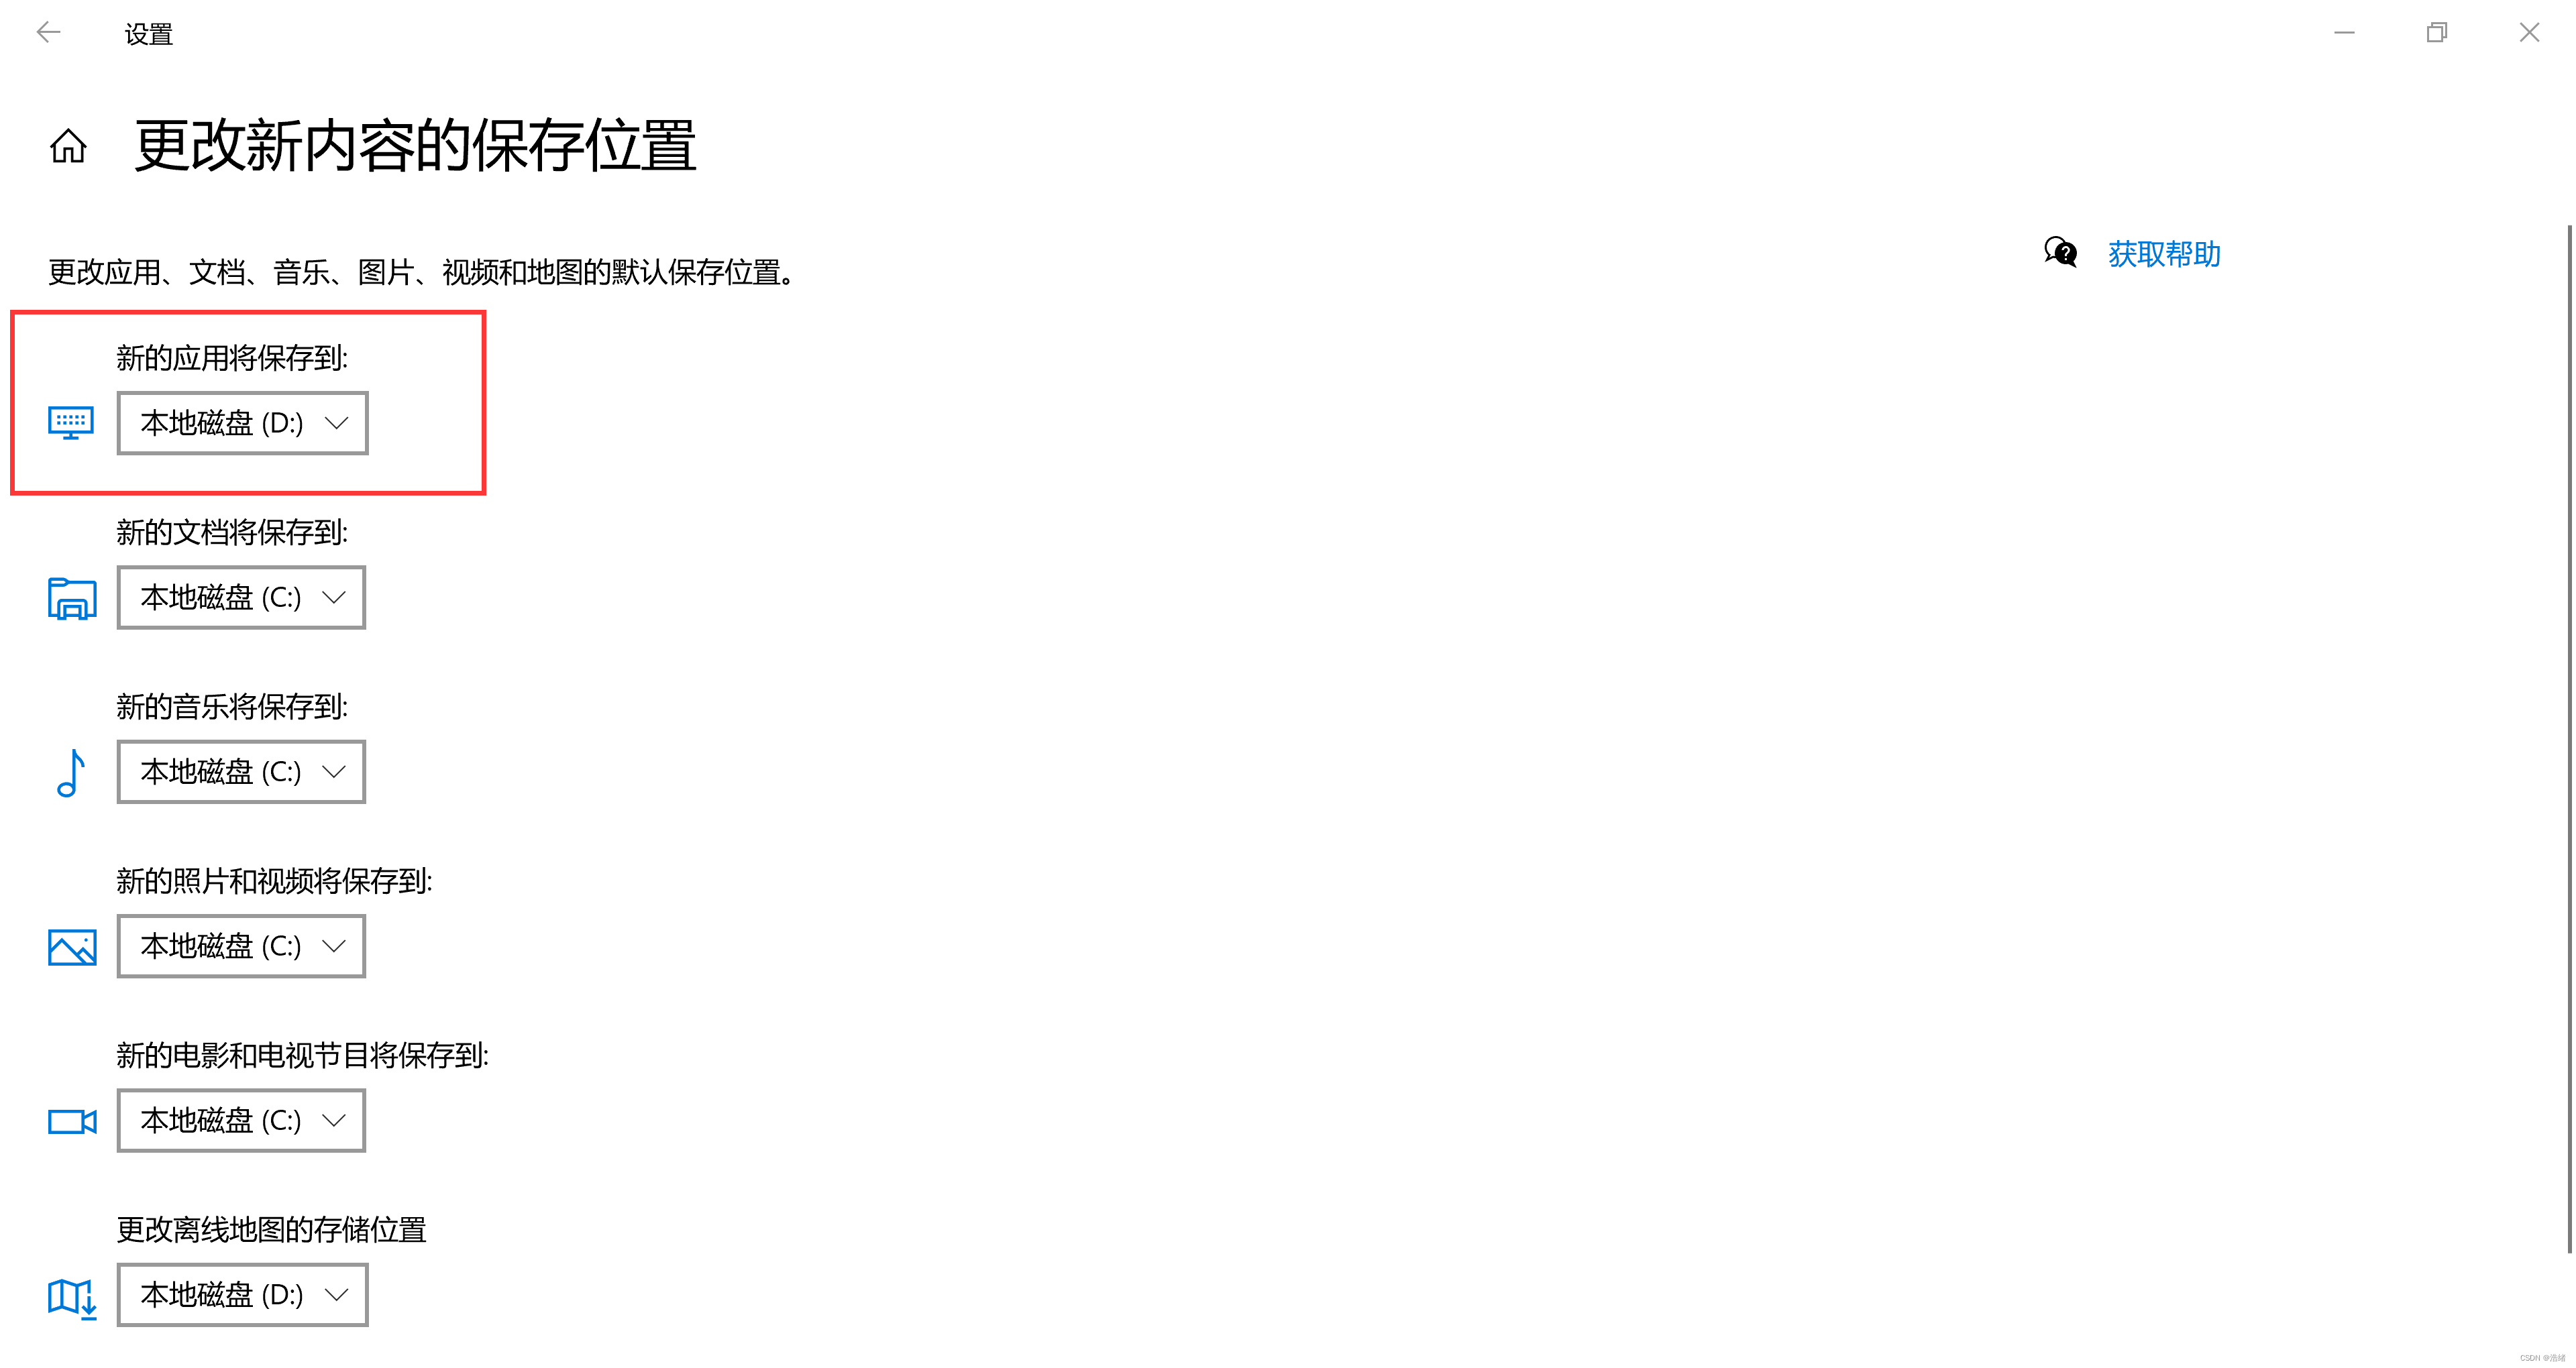 设置
更改新内容的保存位置
更改应用、文档、音乐、图片、视频和地图的默认保存位置。
获取帮助
新的应用将保存到:
本地磁盘 (D:)
新的文档将保存到:
本地磁盘 (C:)
新的音乐将保存到:
本地磁盘 (C:)
新的照片和视频将保存到:
本地磁盘 (C:)
新的电影和电视节目将保存到:
本地磁盘 (C:)
更改离线地图的存储位置
本地磁盘 (D:)
CSDN @浩绪